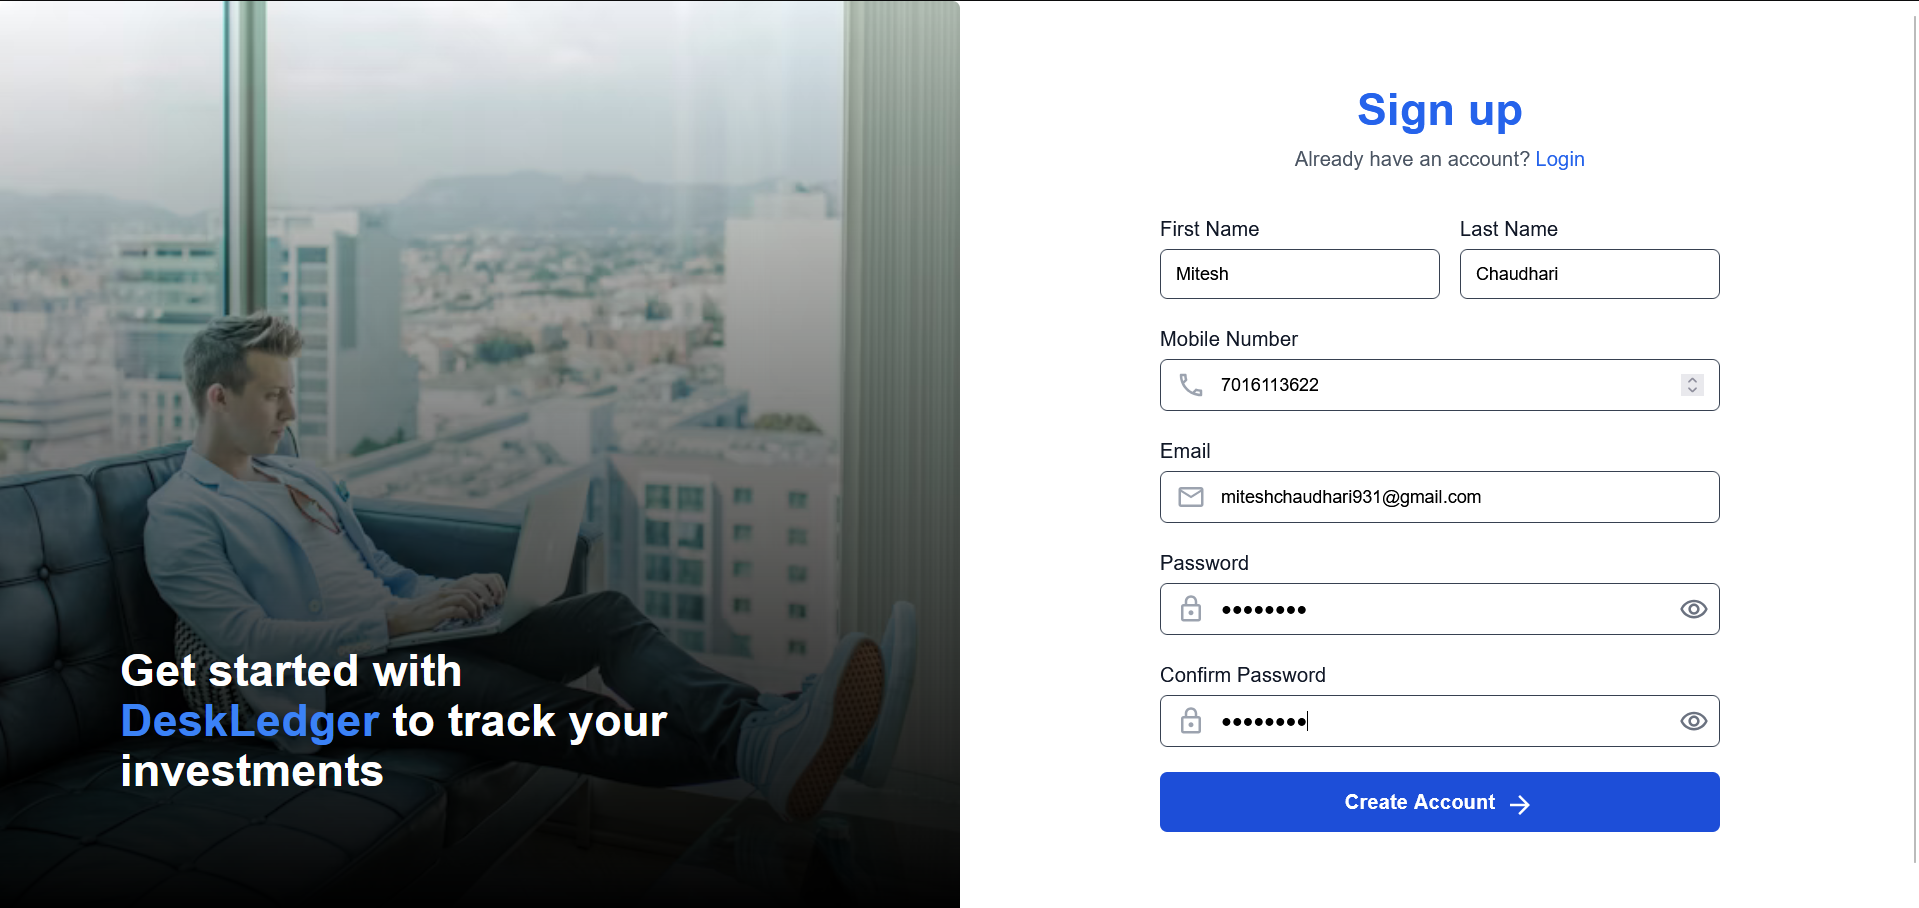 Get started with
DeskLedger to track your
investments
Sign up
Already have an account? Login
First Name
Last Name
Mitesh
Chaudhari
Mobile Number
7016113622
Email
miteshchaudhari931@gmail.com
Password
••••••••
Confirm Password
••••••••
Create Account →